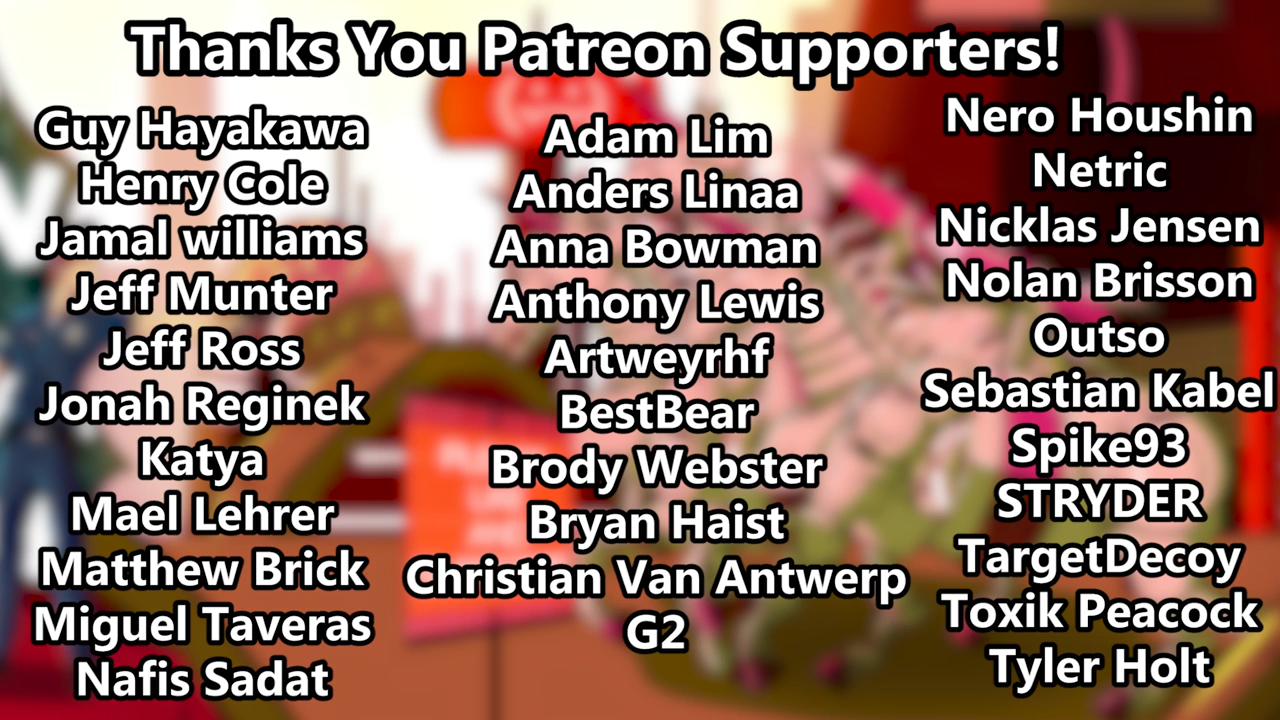 Thanks You Patreon Supporters!
Guy Hayakawa
Henry Cole
Jamal williams
Jeff Munter
Jeff Ross
Jonah Reginek
Katya
Mael Lehrer
Matthew Brick
Miguel Taveras
Nafis Sadat
Adam Lim
Anders Linaa
Anna Bowman
Anthony Lewis
Artweyrhf
BestBear
Brody Webster
Bryan Haist
Christian Van Antwerp
G2
Nero Houshin
Netric
Nicklas Jensen
Nolan Brisson
Outso
Sebastian Kabel
Spike93
STRYDER
TargetDecoy
Toxik Peacock
Tyler Holt